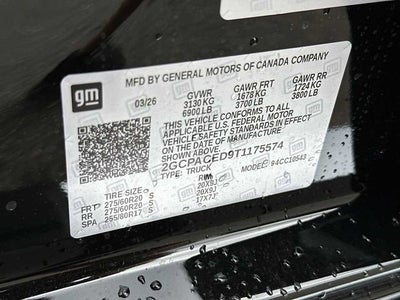 gm
MFD BY GENERAL MOTORS OF CANADA COMPANY
03/26 GVWR GAWR FRT GAWR RR
3130 KG 1678 KG 1724 KG
6900 LB 3700 LB 3800 LB
THIS VEHICLE CONFORMS TO ALL
APPLICABLE U.S. FEDERAL MOTOR
VEHICLE SAFETY STANDARDS IN EFFECT
ON THE DATE OF MANUFACTURE
SHOWN ABOVE.
2GCPACED9T1175574
TYPE: TRUCK MODEL: 94CC10543
TIRE SIZE RIM
FRT 275/60R20 S 20X9J
RR 275/60R20 S 20X9J
SPA 255/80R17 S 17X7J